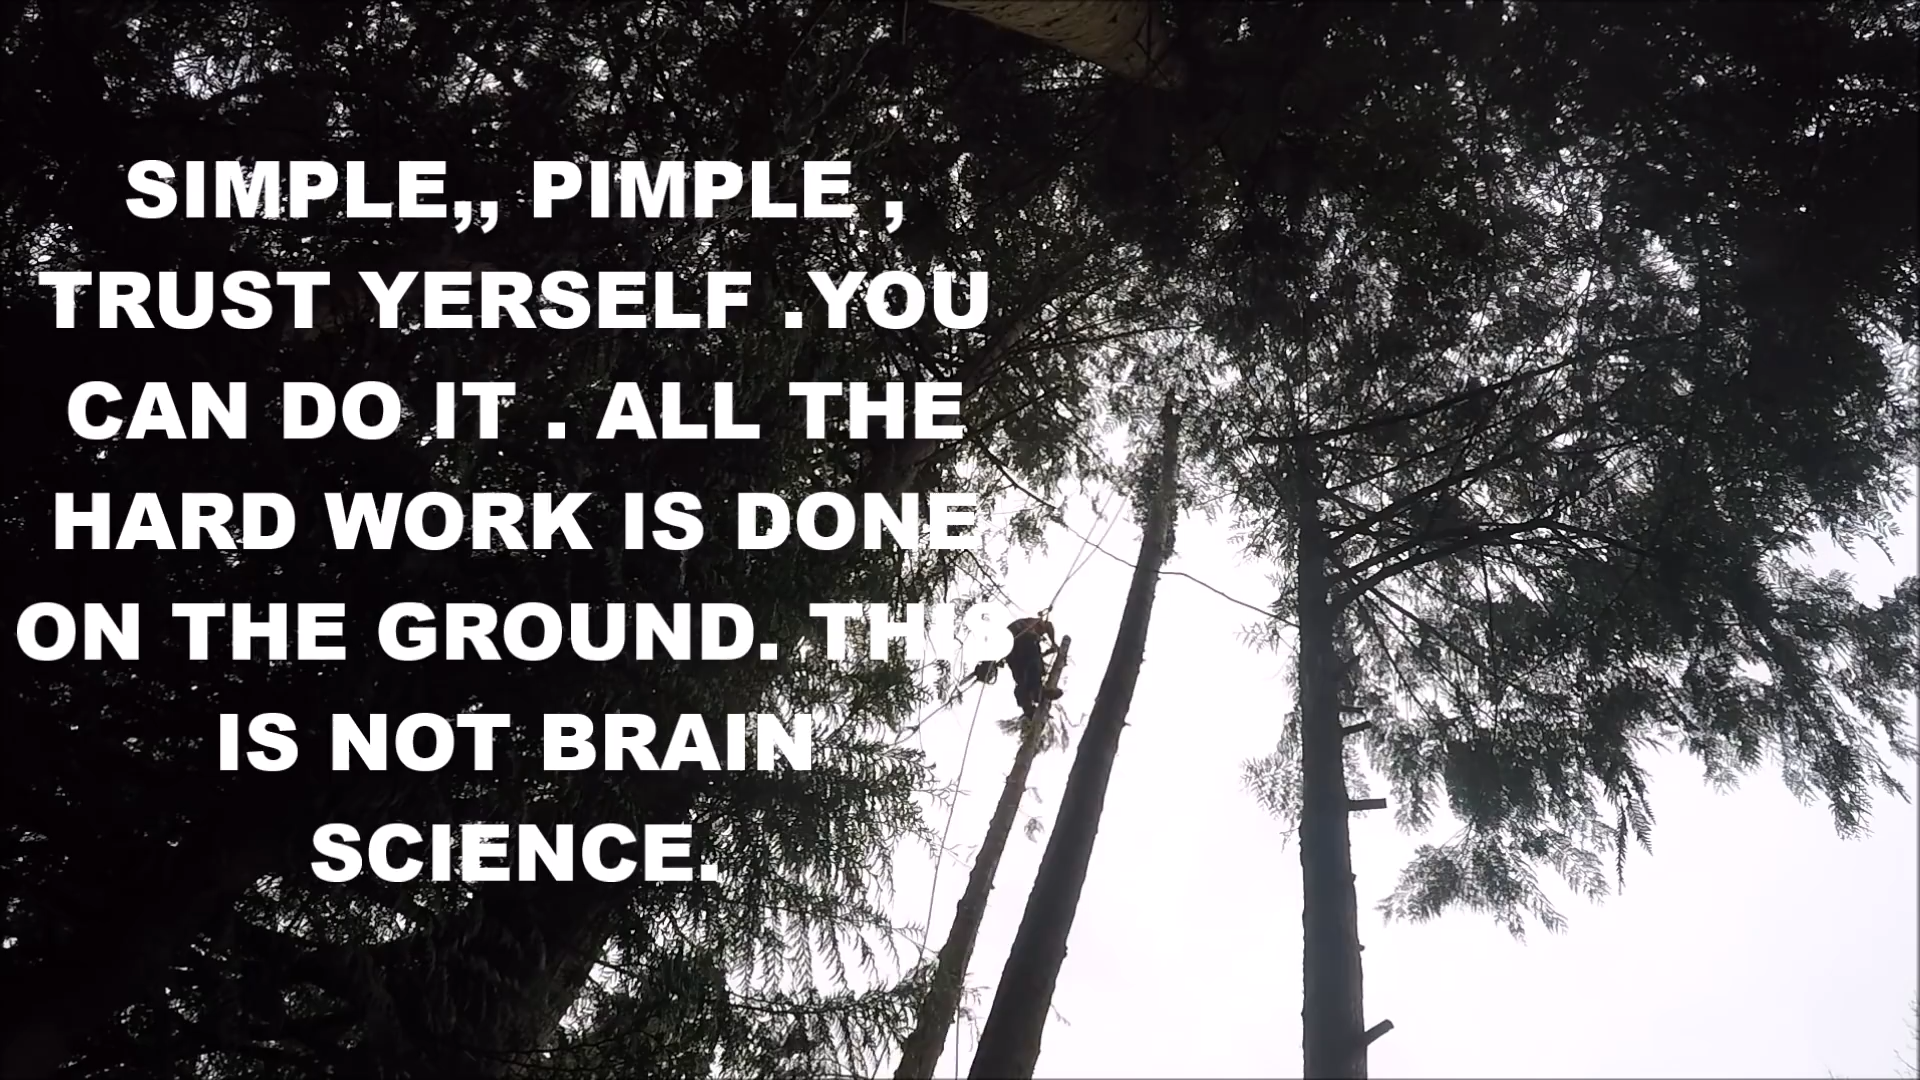 SIMPLE,, PIMPLE ,
TRUST YERSELF .YOU
CAN DO IT . ALL THE
HARD WORK IS DONE
ON THE GROUND. THIS
IS NOT BRAIN
SCIENCE.